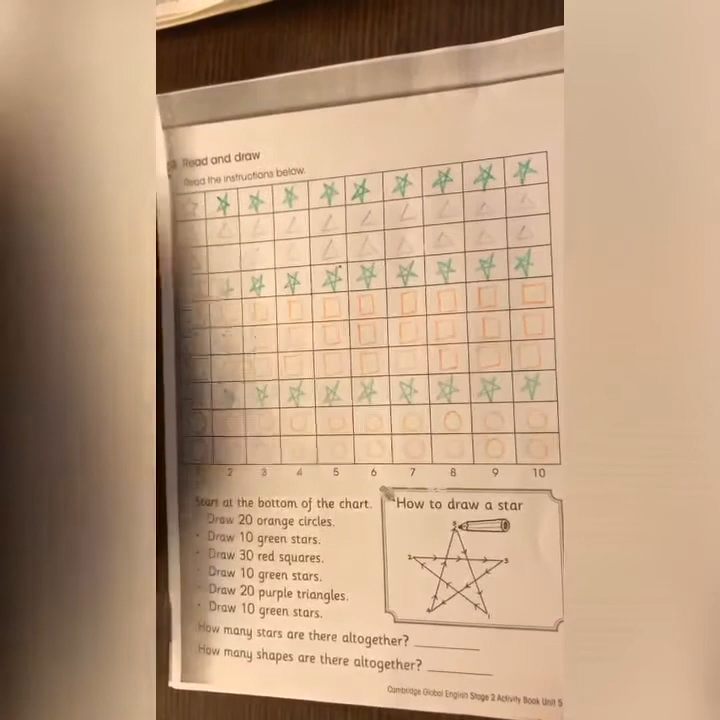 Read and draw
Read the instructions below.
1 2 3 4 5 6 7 8 9 10
Start at the bottom of the chart.
Draw 20 orange circles.
• Draw 10 green stars.
• Draw 30 red squares.
• Draw 10 green stars.
• Draw 20 purple triangles.
• Draw 10 green stars.
How many stars are there altogether?
How many shapes are there altogether?
How to draw a star
Cambridge Global English Stage 2 Activity Book Unit 5